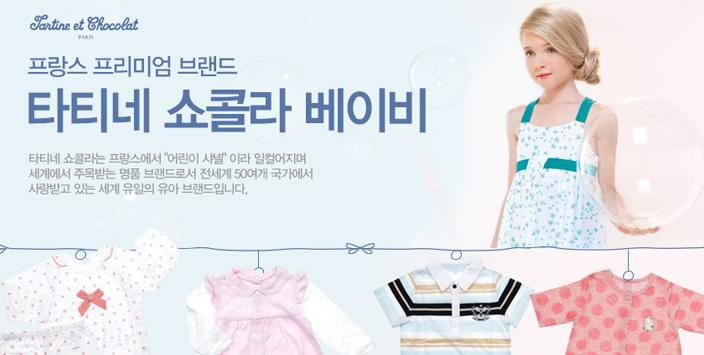 Tartine et Chocolat
PARIS
프랑스 프리미엄 브랜드
타티네 쇼콜라 베이비
타티네 쇼콜라는 프랑스에서 "어린이 샤넬" 이라 일컬어지며
세계에서 주목받는 명품 브랜드로서 전세계 50여개 국가에서
사랑받고 있는 세계 유일의 유아 브랜드입니다.